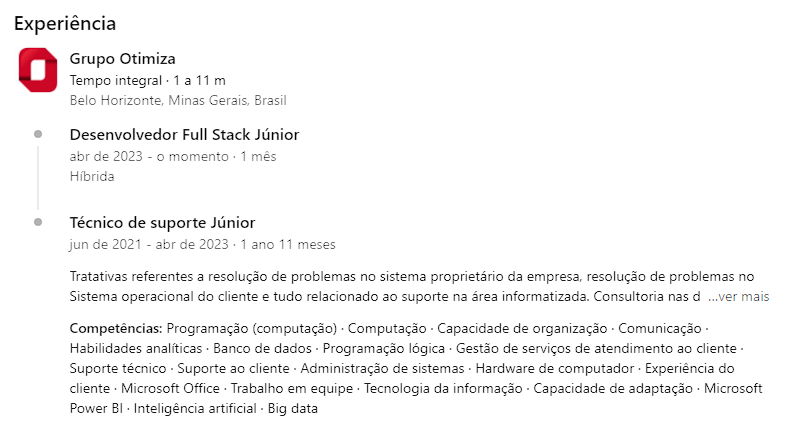 Experiência
Grupo Otimiza
Tempo integral · 1 a 11 m
Belo Horizonte, Minas Gerais, Brasil
Desenvolvedor Full Stack Júnior
abr de 2023 - o momento · 1 mês
Híbrida
Técnico de suporte Júnior
jun de 2021 - abr de 2023 · 1 ano 11 meses
Tratativas referentes a resolução de problemas no sistema proprietário da empresa, resolução de problemas no
Sistema operacional do cliente e tudo relacionado ao suporte na área informatizada. Consultoria nas d ...ver mais
Competências: Programação (computação) · Computação · Capacidade de organização · Comunicação ·
Habilidades analíticas · Banco de dados · Programação lógica · Gestão de serviços de atendimento ao cliente ·
Suporte técnico · Suporte ao cliente · Administração de sistemas · Hardware de computador · Experiência do
cliente · Microsoft Office · Trabalho em equipe · Tecnologia da informação · Capacidade de adaptação · Microsoft
Power BI · Inteligência artificial · Big data